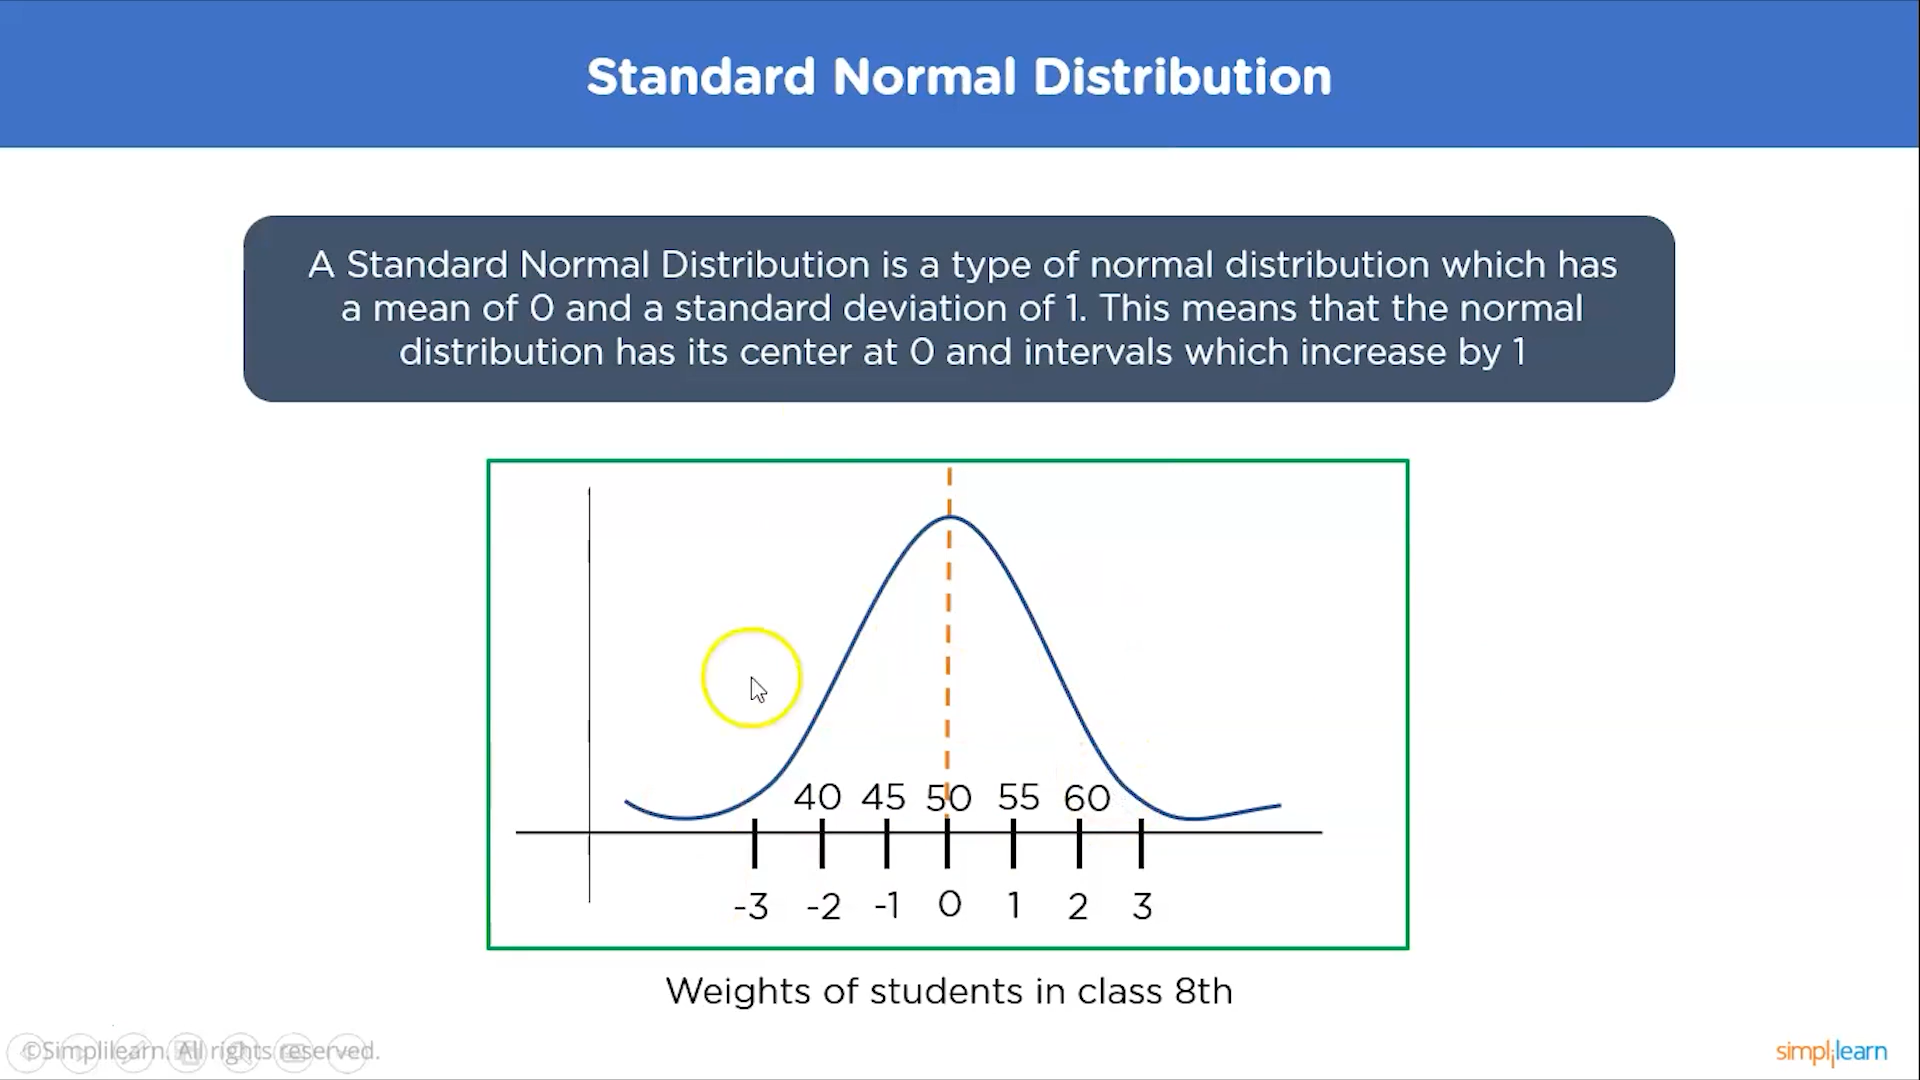 Standard Normal Distribution
A Standard Normal Distribution is a type of normal distribution which has
a mean of 0 and a standard deviation of 1. This means that the normal
distribution has its center at 0 and intervals which increase by 1
40 45 50 55 60
-3 -2 -1 0 1 2 3
Weights of students in class 8th
©Simplilearn. All rights reserved.
simplilearn